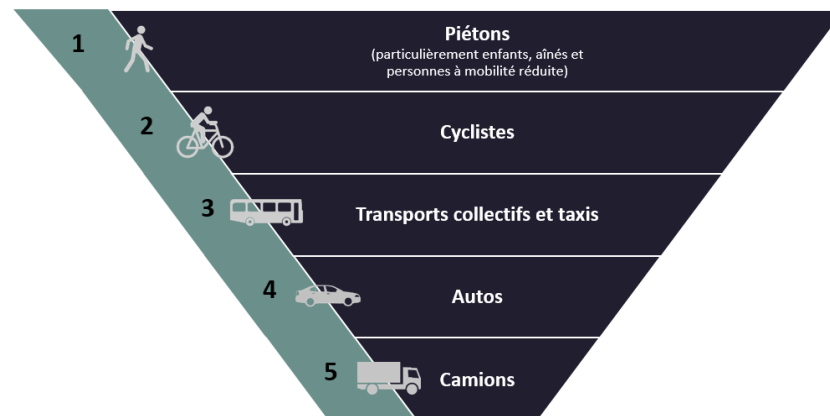 1
Piétons
(particulièrement enfants, aînés et
personnes à mobilité réduite)
2
Cyclistes
3
Transports collectifs et taxis
4
Autos
5
Camions